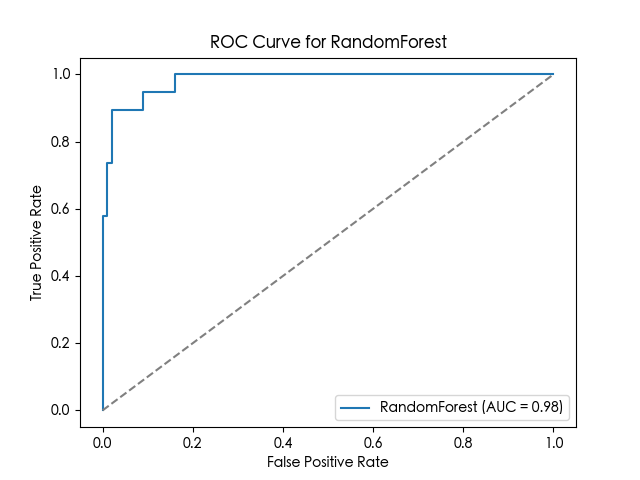 ROC Curve for RandomForest
True Positive Rate
1.0
0.8
0.6
0.4
0.2
0.0
RandomForest (AUC = 0.98)
0.0 0.2 0.4 0.6 0.8 1.0
False Positive Rate